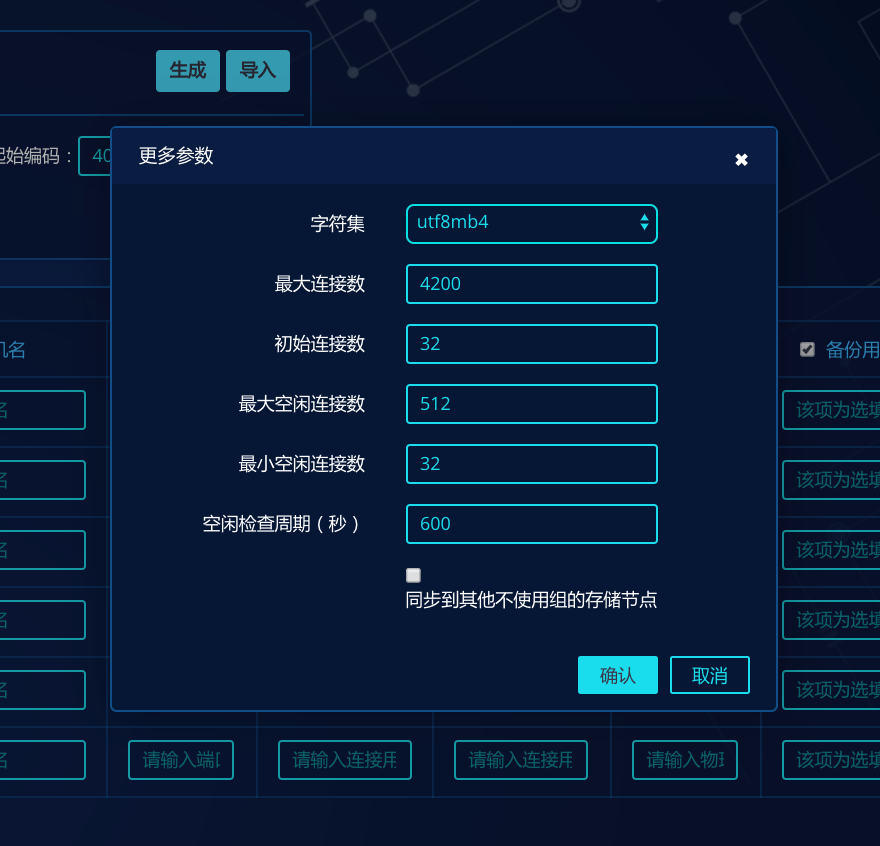 生成 导入
起始编码： 40
更多参数
字符集 utf8mb4
最大连接数 4200
初始连接数 32
最大空闲连接数 512
最小空闲连接数 32
空闲检查周期（秒） 600
同步到其他不使用组的存储节点
确认 取消
机名 备份用
名 该项为选填
名 该项为选填
名 该项为选填
名 该项为选填
名 该项为选填
名 请输入端口 请输入连接用 请输入连接用 请输入物理 该项为选填